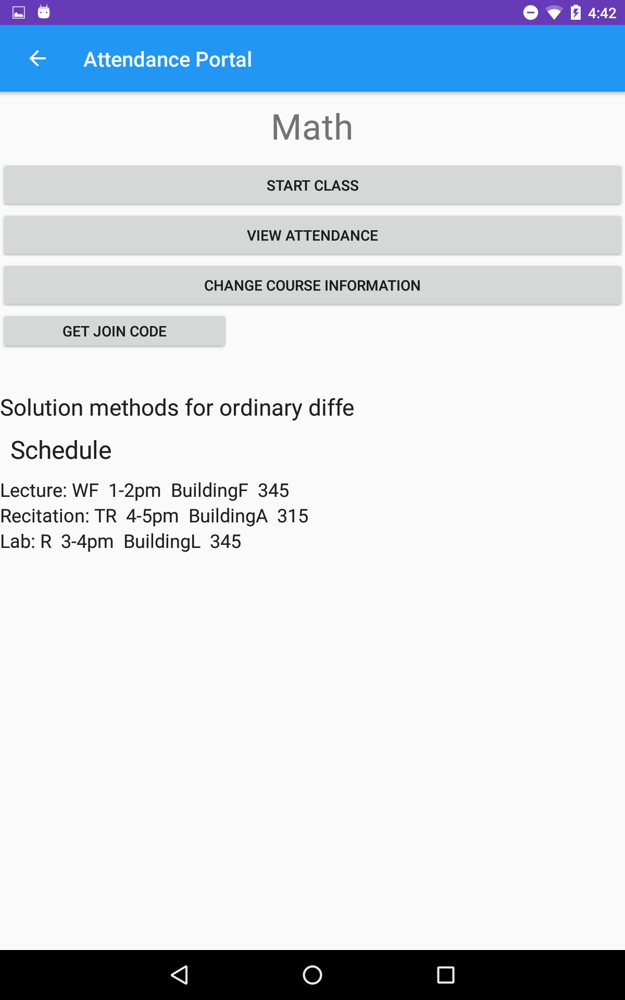 4:42
Attendance Portal
Math
START CLASS
VIEW ATTENDANCE
CHANGE COURSE INFORMATION
GET JOIN CODE
Solution methods for ordinary diffe
Schedule
Lecture: WF 1-2pm BuildingF 345
Recitation: TR 4-5pm BuildingA 315
Lab: R 3-4pm BuildingL 345